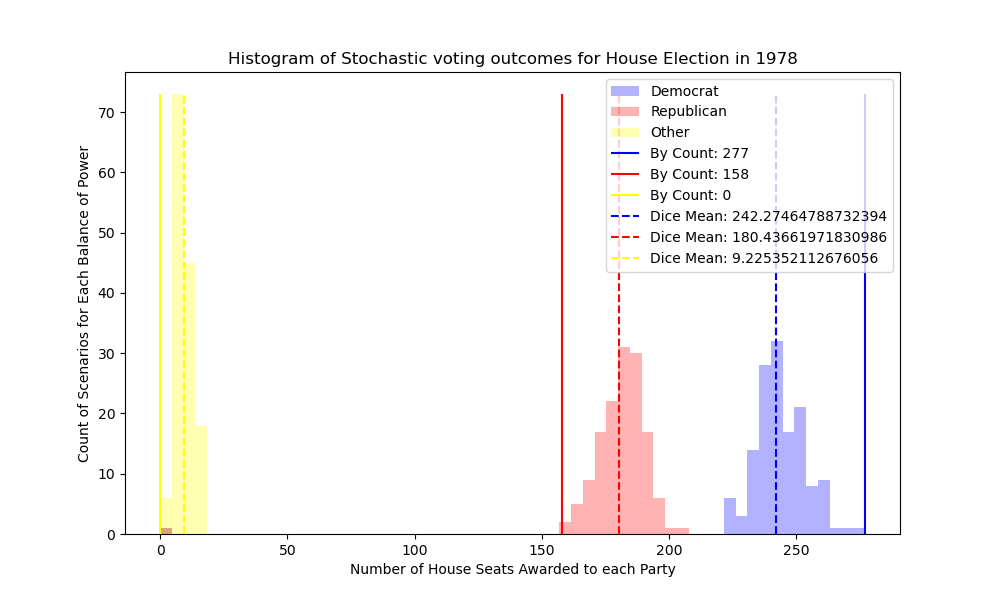 Histogram of Stochastic voting outcomes for House Election in 1978
Count of Scenarios for Each Balance of Power
70
60
50
40
30
20
10
0
Democrat
Republican
Other
By Count: 277
By Count: 158
By Count: 0
Dice Mean: 242.27464788732394
Dice Mean: 180.43661971830986
Dice Mean: 9.225352112676056
0
50
100
150
200
250
Number of House Seats Awarded to each Party